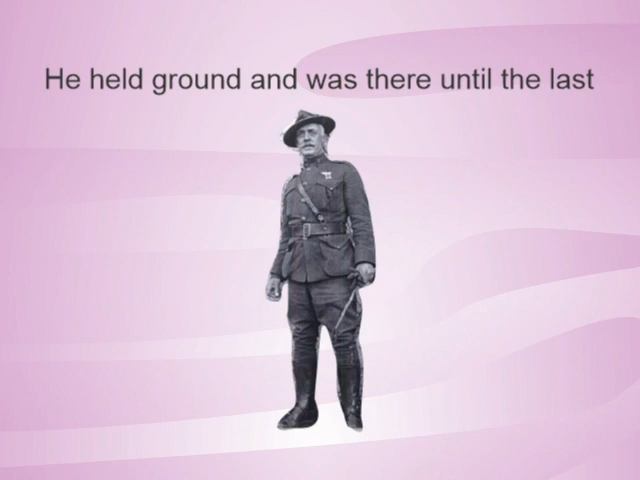 He held ground and was there until the last